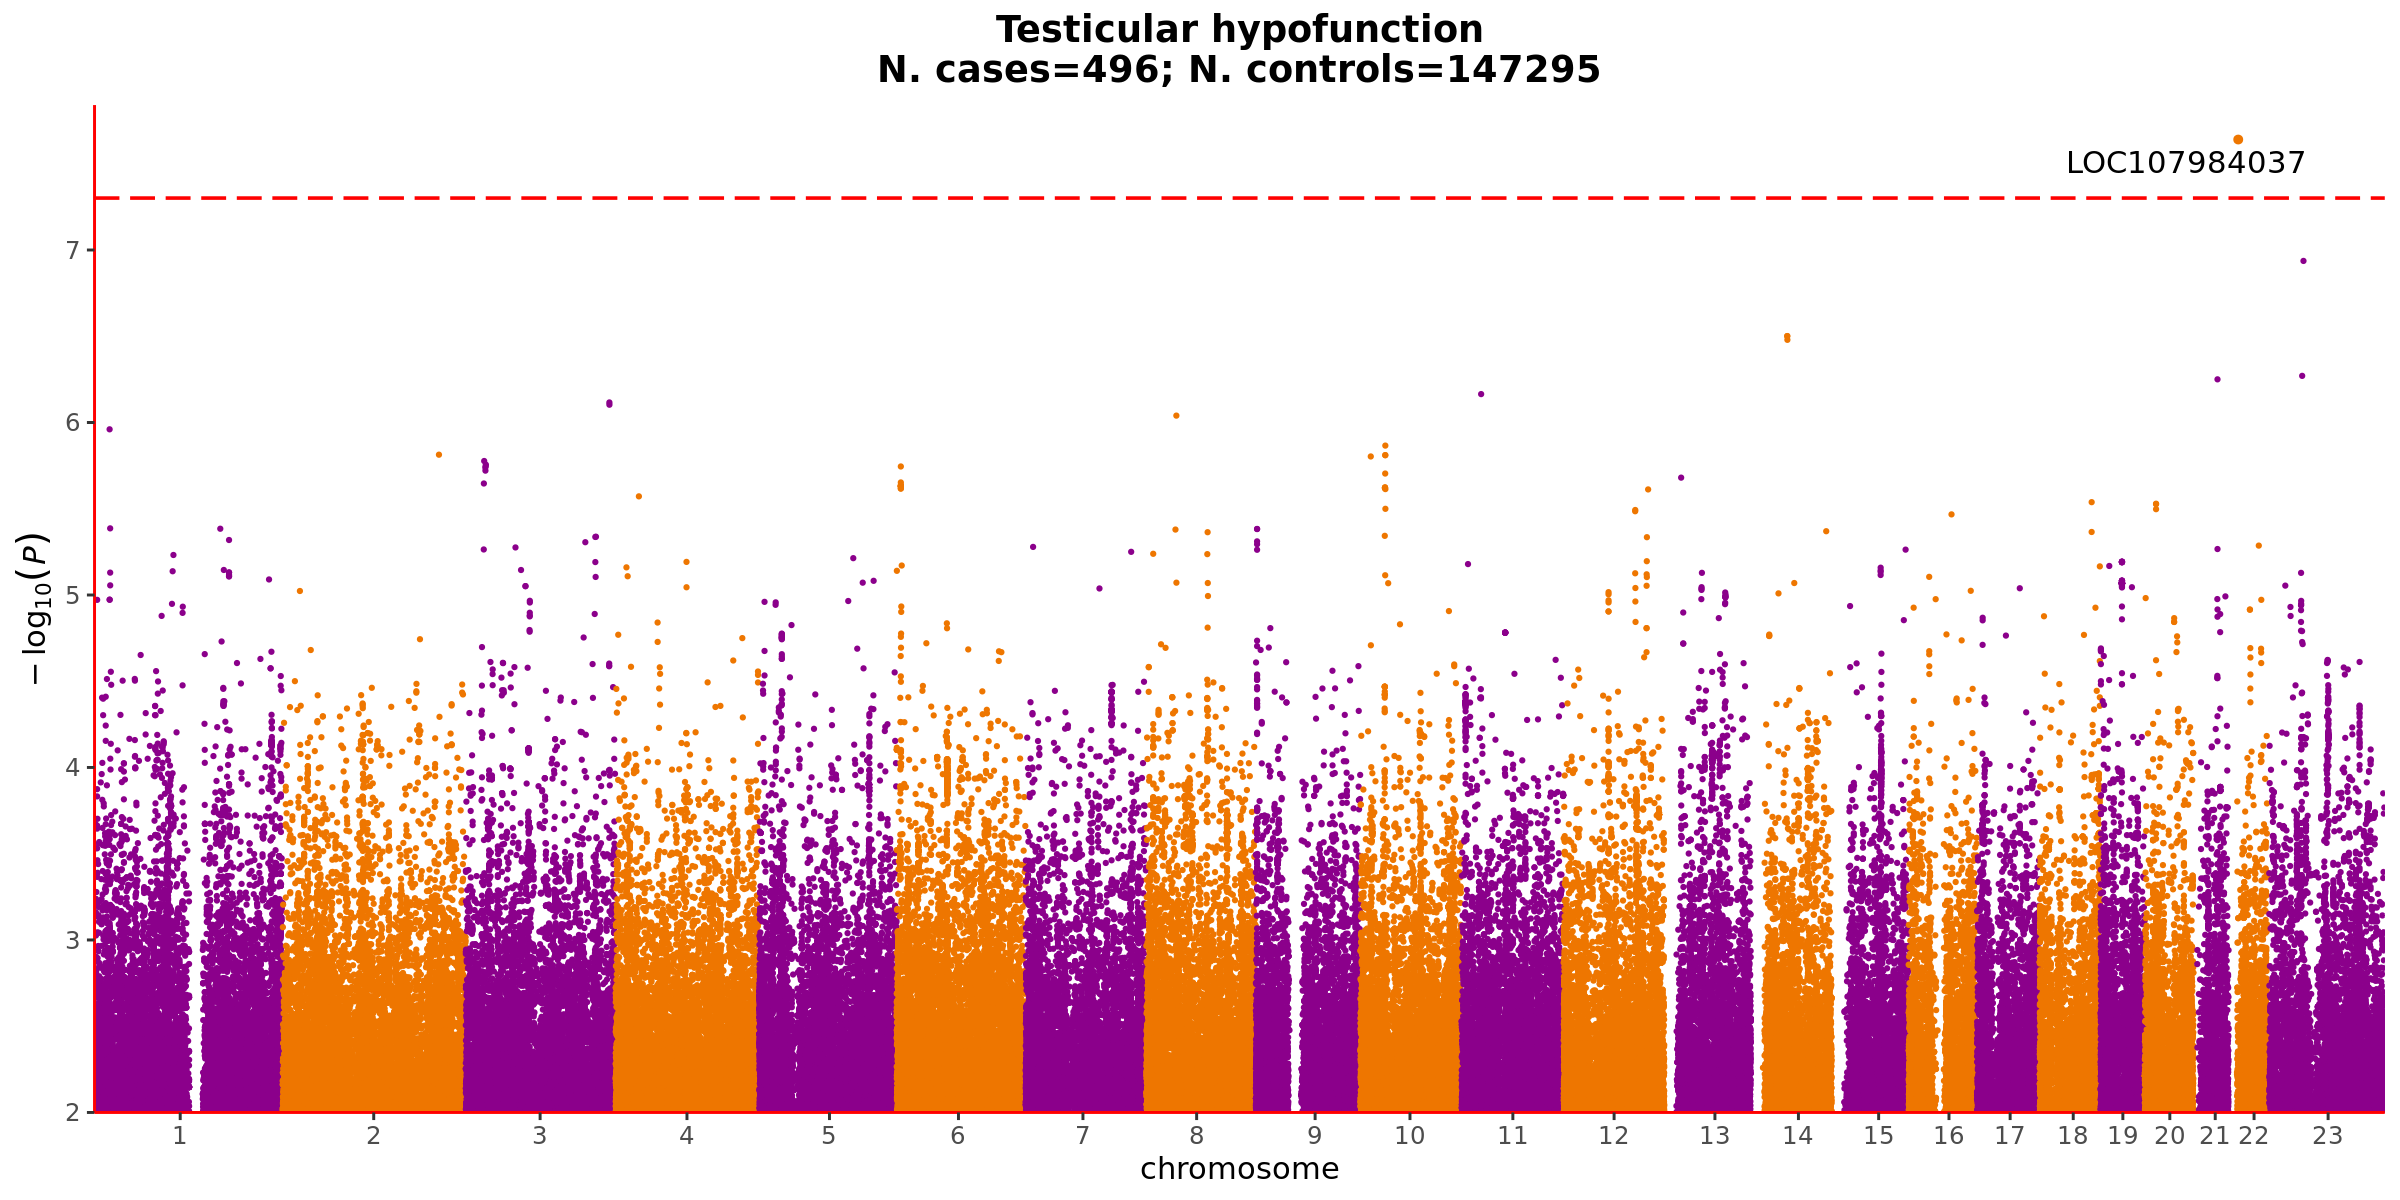 Testicular hypofunction
N. cases=496; N. controls=147295
LOC107984037
7
6
5
4
3
2
−log₁₀(P)
1 2 3 4 5 6 7 8 9 10 11 12 13 14 15 16 17 18 19 20 21 22 23
chromosome